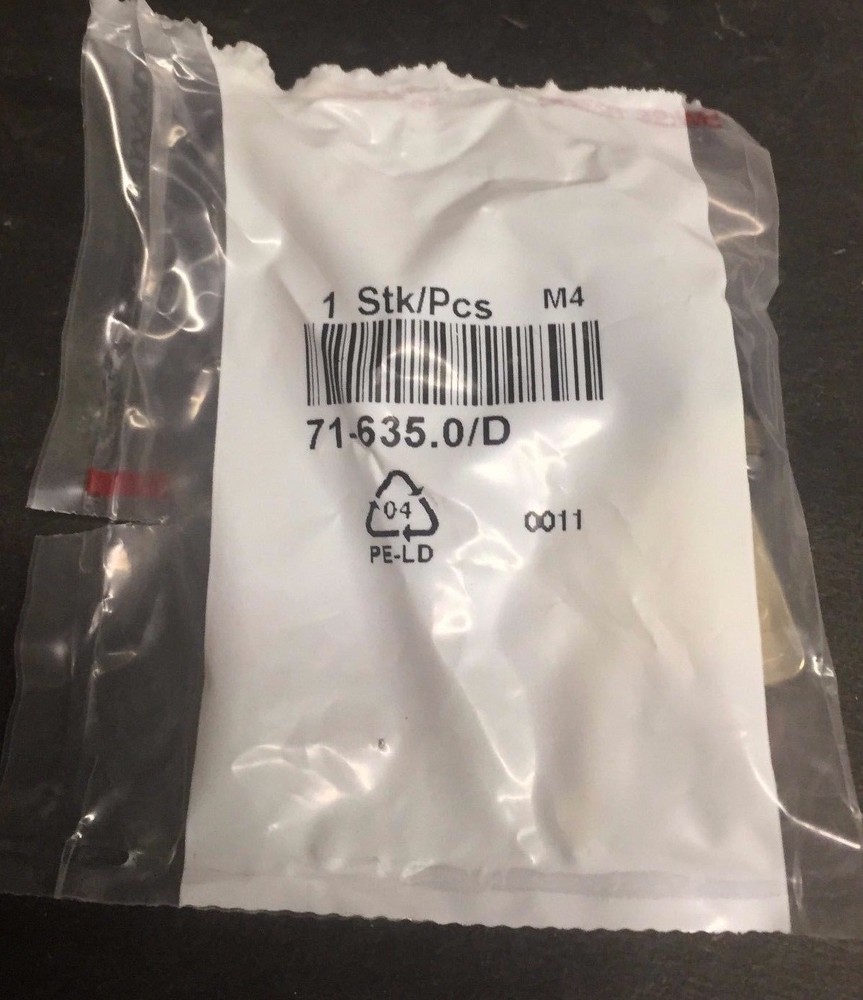 1 Stk/Pcs M4
71-635.0/D
04
PE-LD
0011